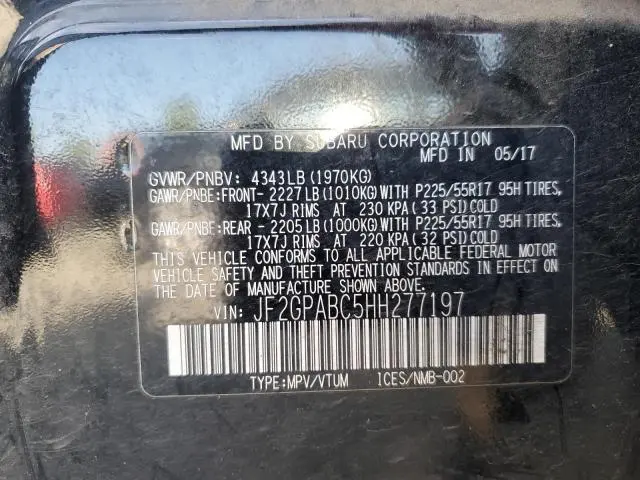 MFD BY SUBARU CORPORATION
MFD IN 05/17
GVWR/PNBV: 4343LB(1970KG)
GAWR/PNBE:FRONT- 2227LB(1010KG)WITH P225/55R17 95H TIRES,
17X7J RIMS AT 230 KPA(33 PSI)COLD
GAWR/PNBE:REAR - 2205LB(1000KG)WITH P225/55R17 95H TIRES,
17X7J RIMS AT 220 KPA(32 PSI)COLD
THIS VEHICLE CONFORMS TO ALL APPLICABLE FEDERAL MOTOR
VEHICLE SAFETY AND THEFT PREVENTION STANDARDS IN EFFECT ON
THE DATE OF MANUFACTURE SHOWN ABOVE.
VIN: JF2GPABC5HH277197
TYPE:MPV/VTUM ICES/NMB-002